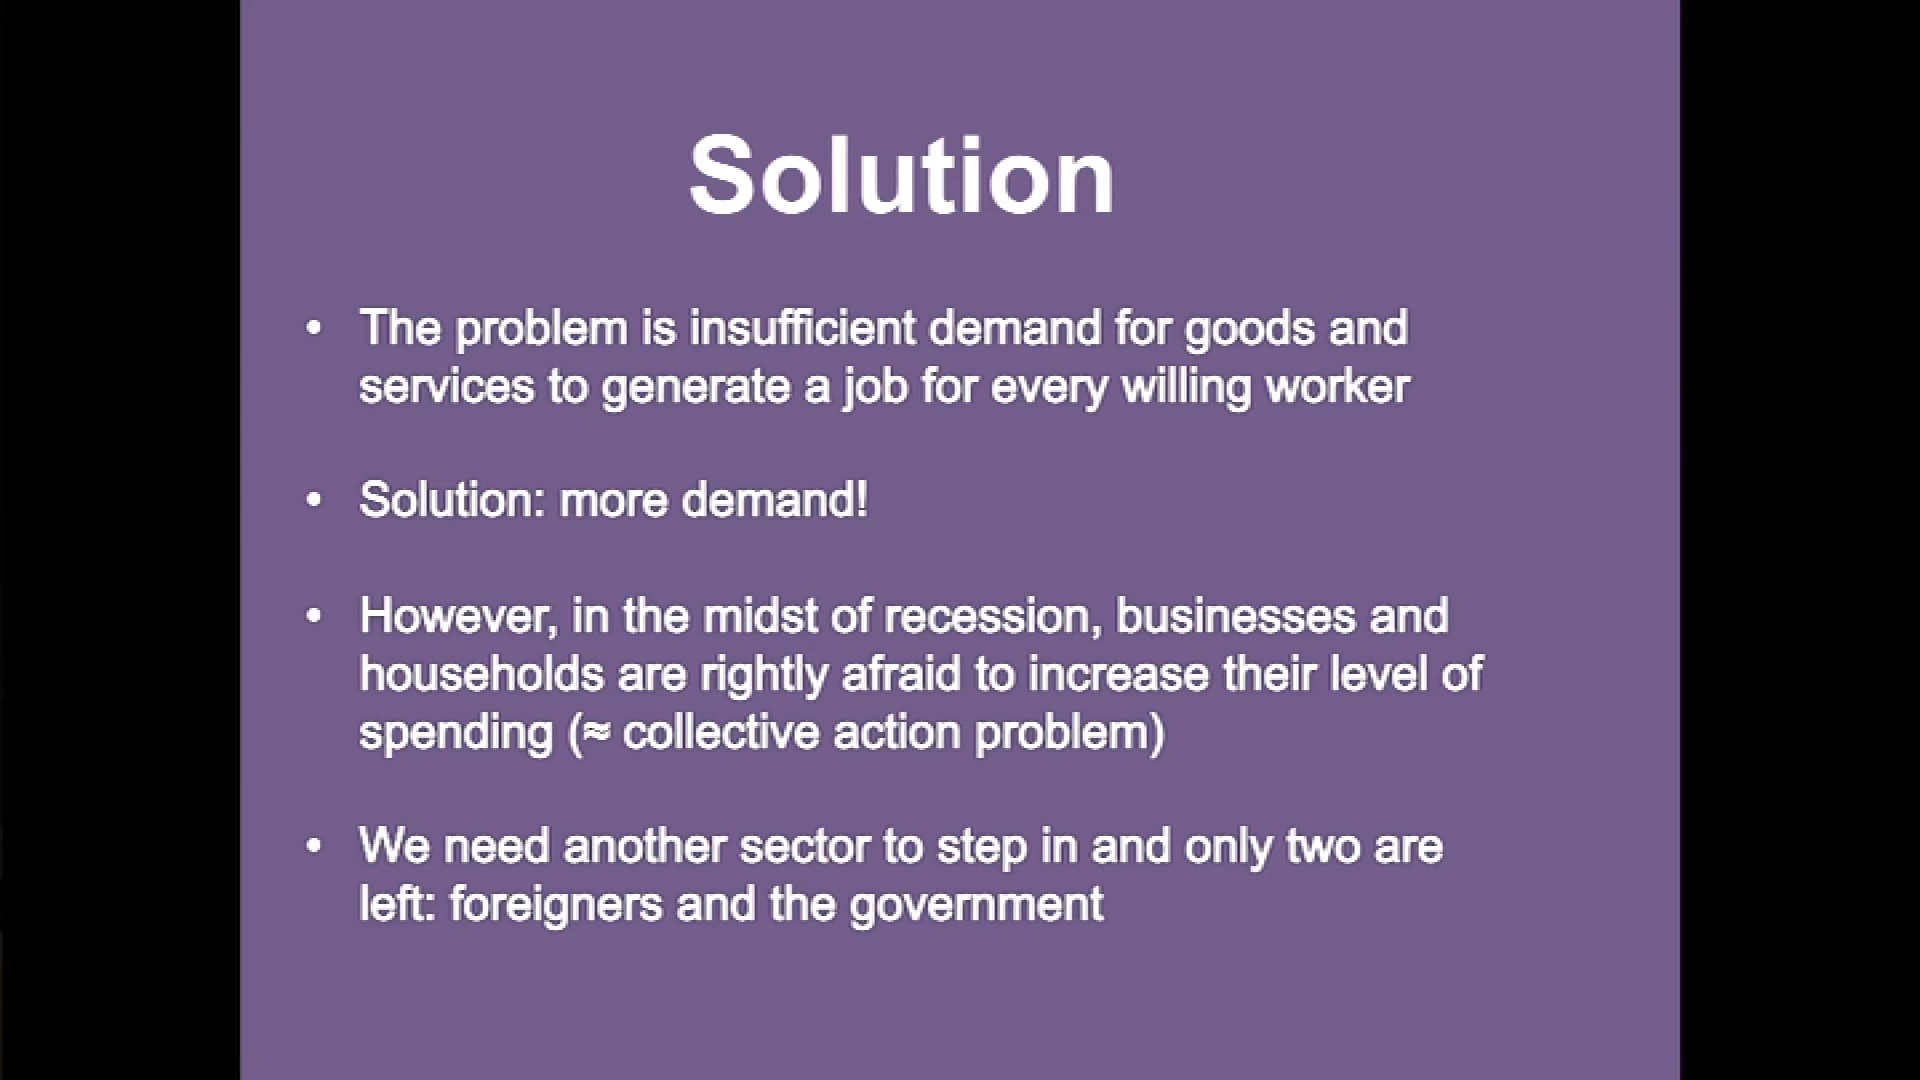 Solution
• The problem is insufficient demand for goods and
services to generate a job for every willing worker
• Solution: more demand!
• However, in the midst of recession, businesses and
households are rightly afraid to increase their level of
spending (≈ collective action problem)
• We need another sector to step in and only two are
left: foreigners and the government